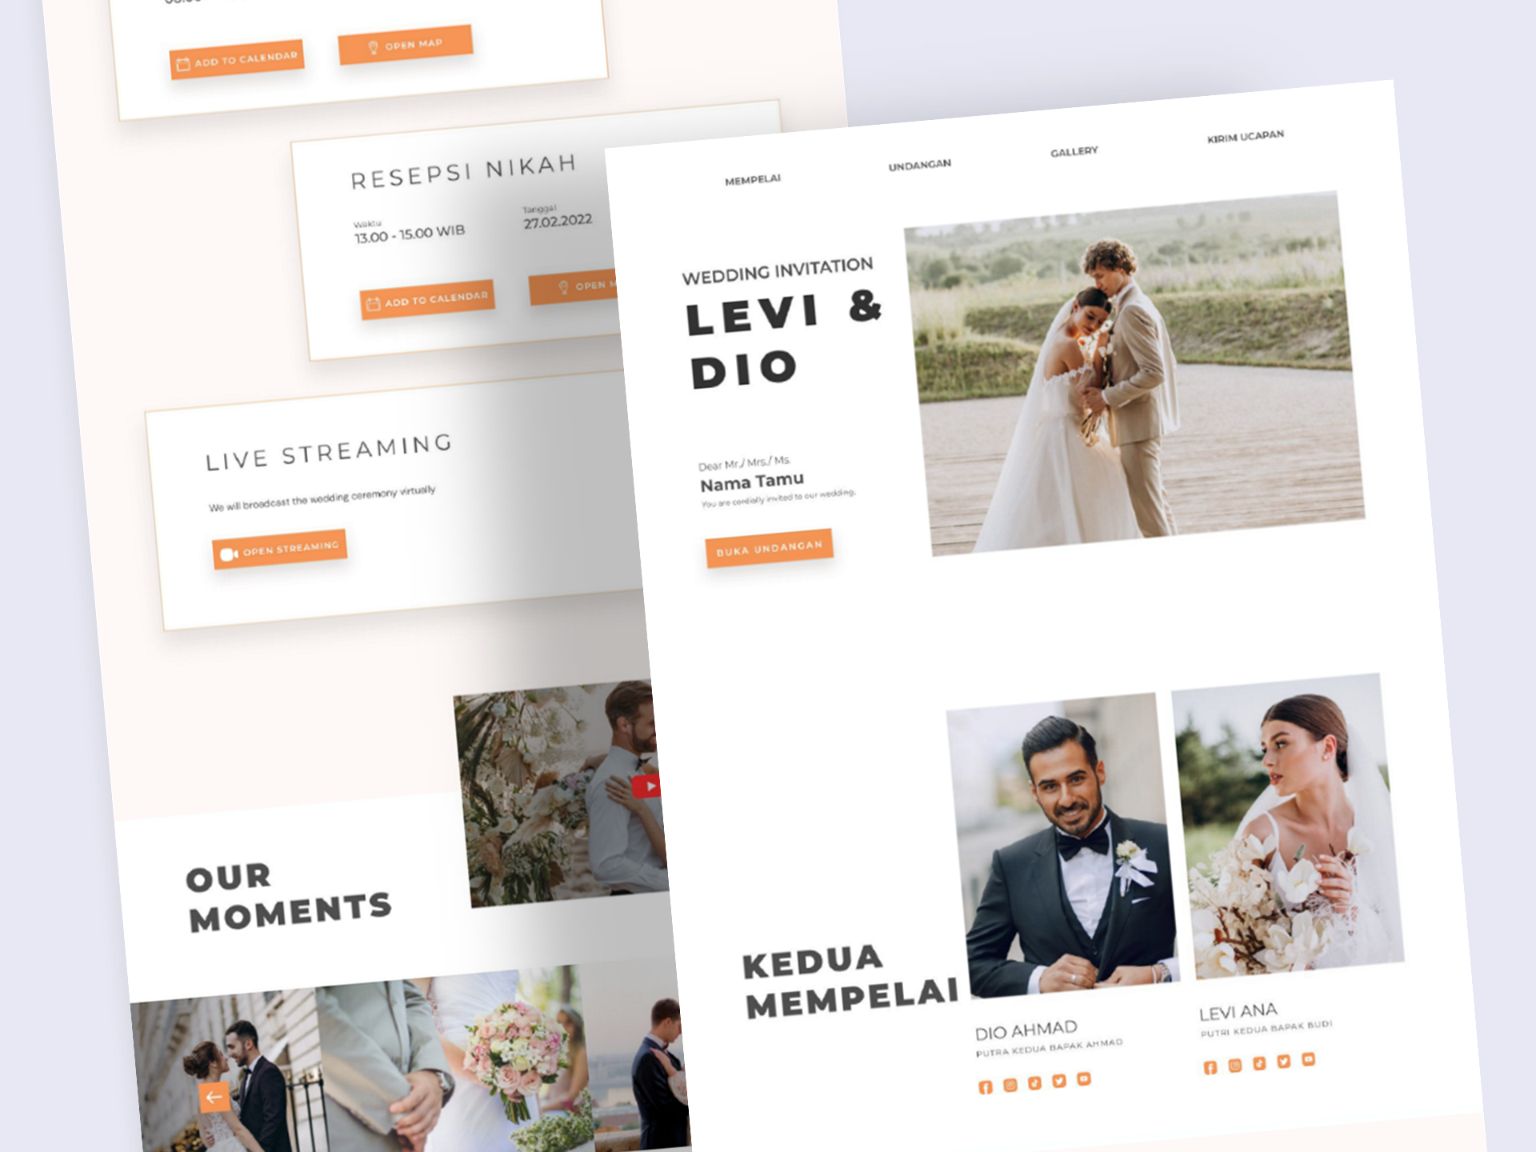 ADD TO CALENDAR
OPEN MAP
RESEPSI NIKAH
Waktu
13.00 - 15.00 WIB
Tanggal
27.02.2022
ADD TO CALENDAR
OPEN
LIVE STREAMING
We will broadcast the wedding ceremony virtually
OPEN STREAMING
OUR
MOMENTS
MEMPELAI
UNDANGAN
GALLERY
KIRIM UCAPAN
WEDDING INVITATION
LEVI &
DIO
Dear Mr./ Mrs./ Ms.
Nama Tamu
You are cordially invited to our wedding.
BUKA UNDANGAN
KEDUA
MEMPELAI
DIO AHMAD
PUTRA KEDUA BAPAK AHMAD
LEVI ANA
PUTRI KEDUA BAPAK BUDI